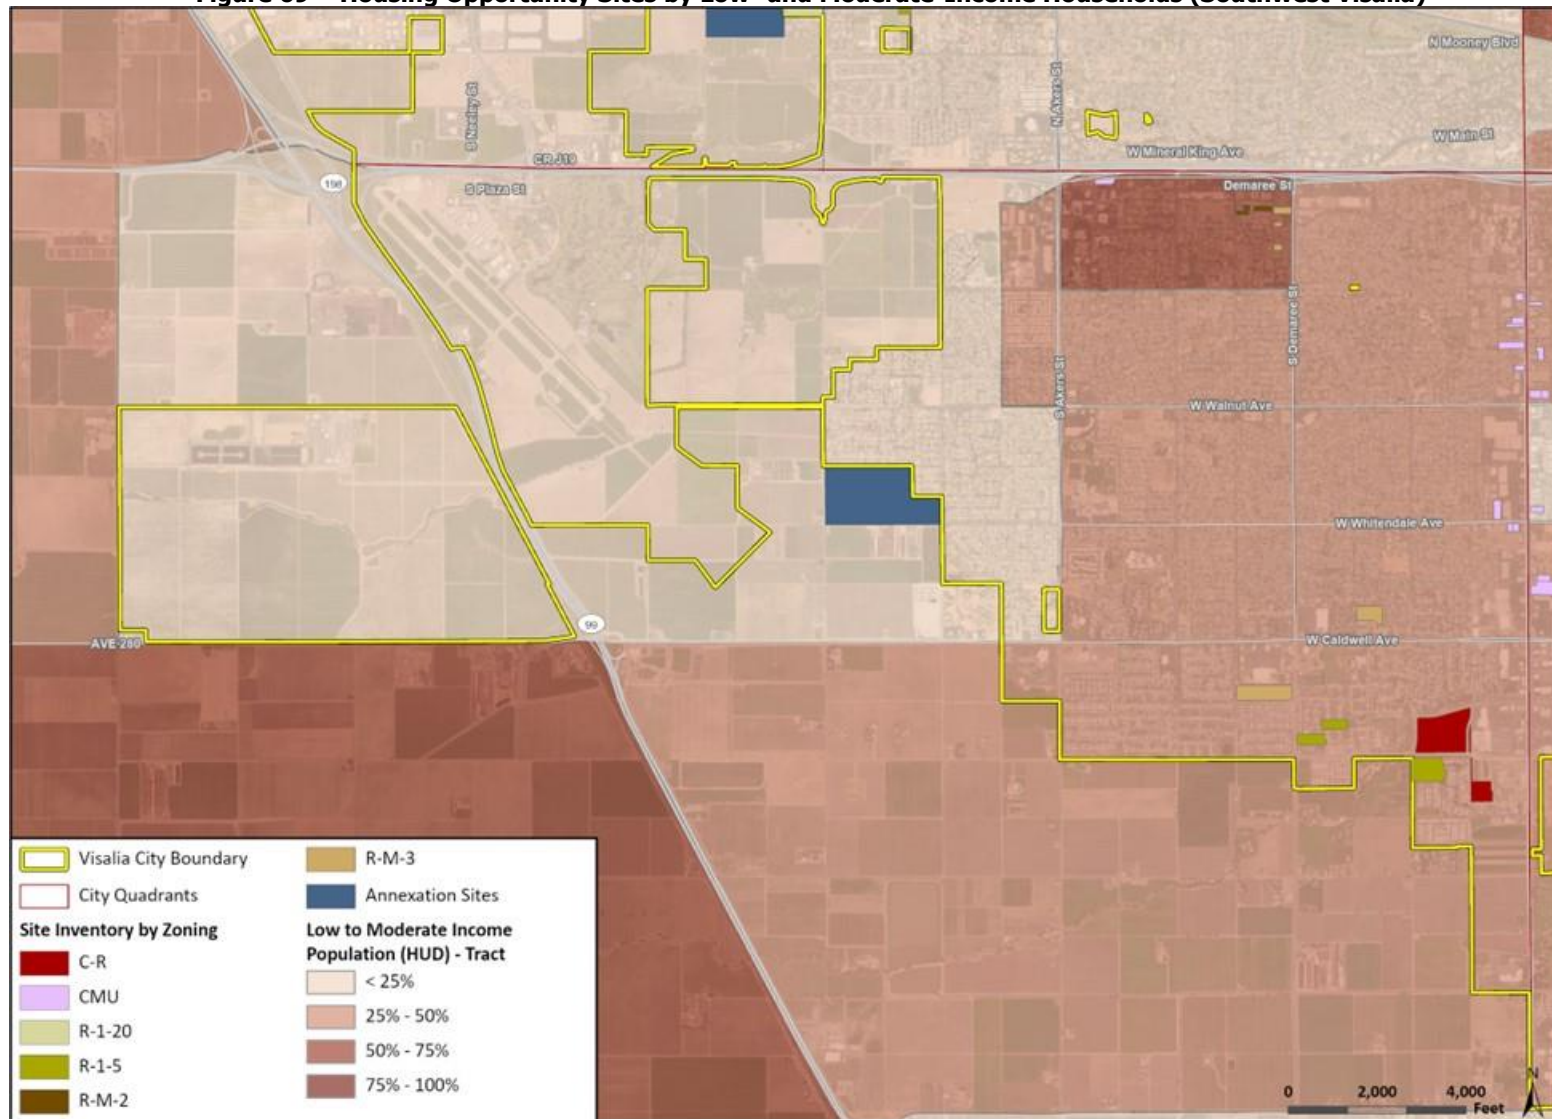 Figure 69 – Housing Opportunity Sites by Low- and Moderate-Income Households (Southwest Visalia)
N Mooney Blvd
S Neeley St
N Akers St
W Main St
CR J19
W Mineral King Ave
198
S Plaza St
Demaree St
S Demaree St
S Akers St
W Walnut Ave
W Whitendale Ave
99
AVE 280
W Caldwell Ave
Visalia City Boundary
City Quadrants
Site Inventory by Zoning
C-R
CMU
R-1-20
R-1-5
R-M-2
R-M-3
Annexation Sites
Low to Moderate Income
Population (HUD) - Tract
< 25%
25% - 50%
50% - 75%
75% - 100%
N
0 2,000 4,000
Feet